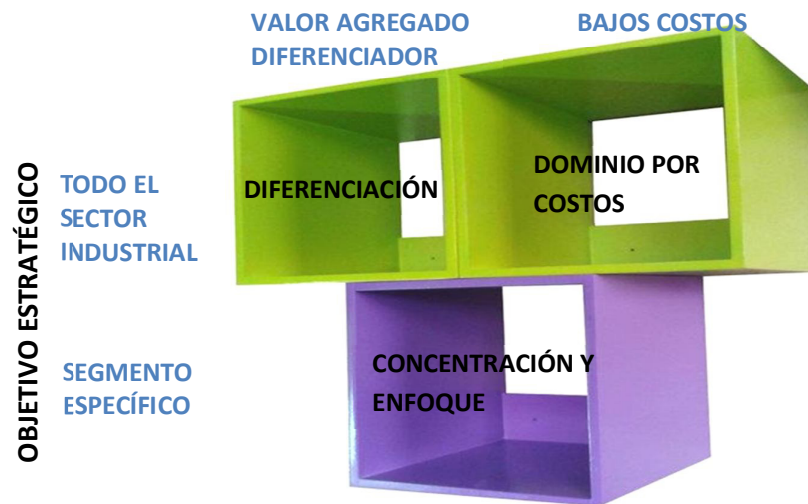 VALOR AGREGADO
DIFERENCIADOR
BAJOS COSTOS
OBJETIVO ESTRATÉGICO
TODO EL
SECTOR
INDUSTRIAL
DIFERENCIACIÓN
DOMINIO POR
COSTOS
SEGMENTO
ESPECÍFICO
CONCENTRACIÓN Y
ENFOQUE